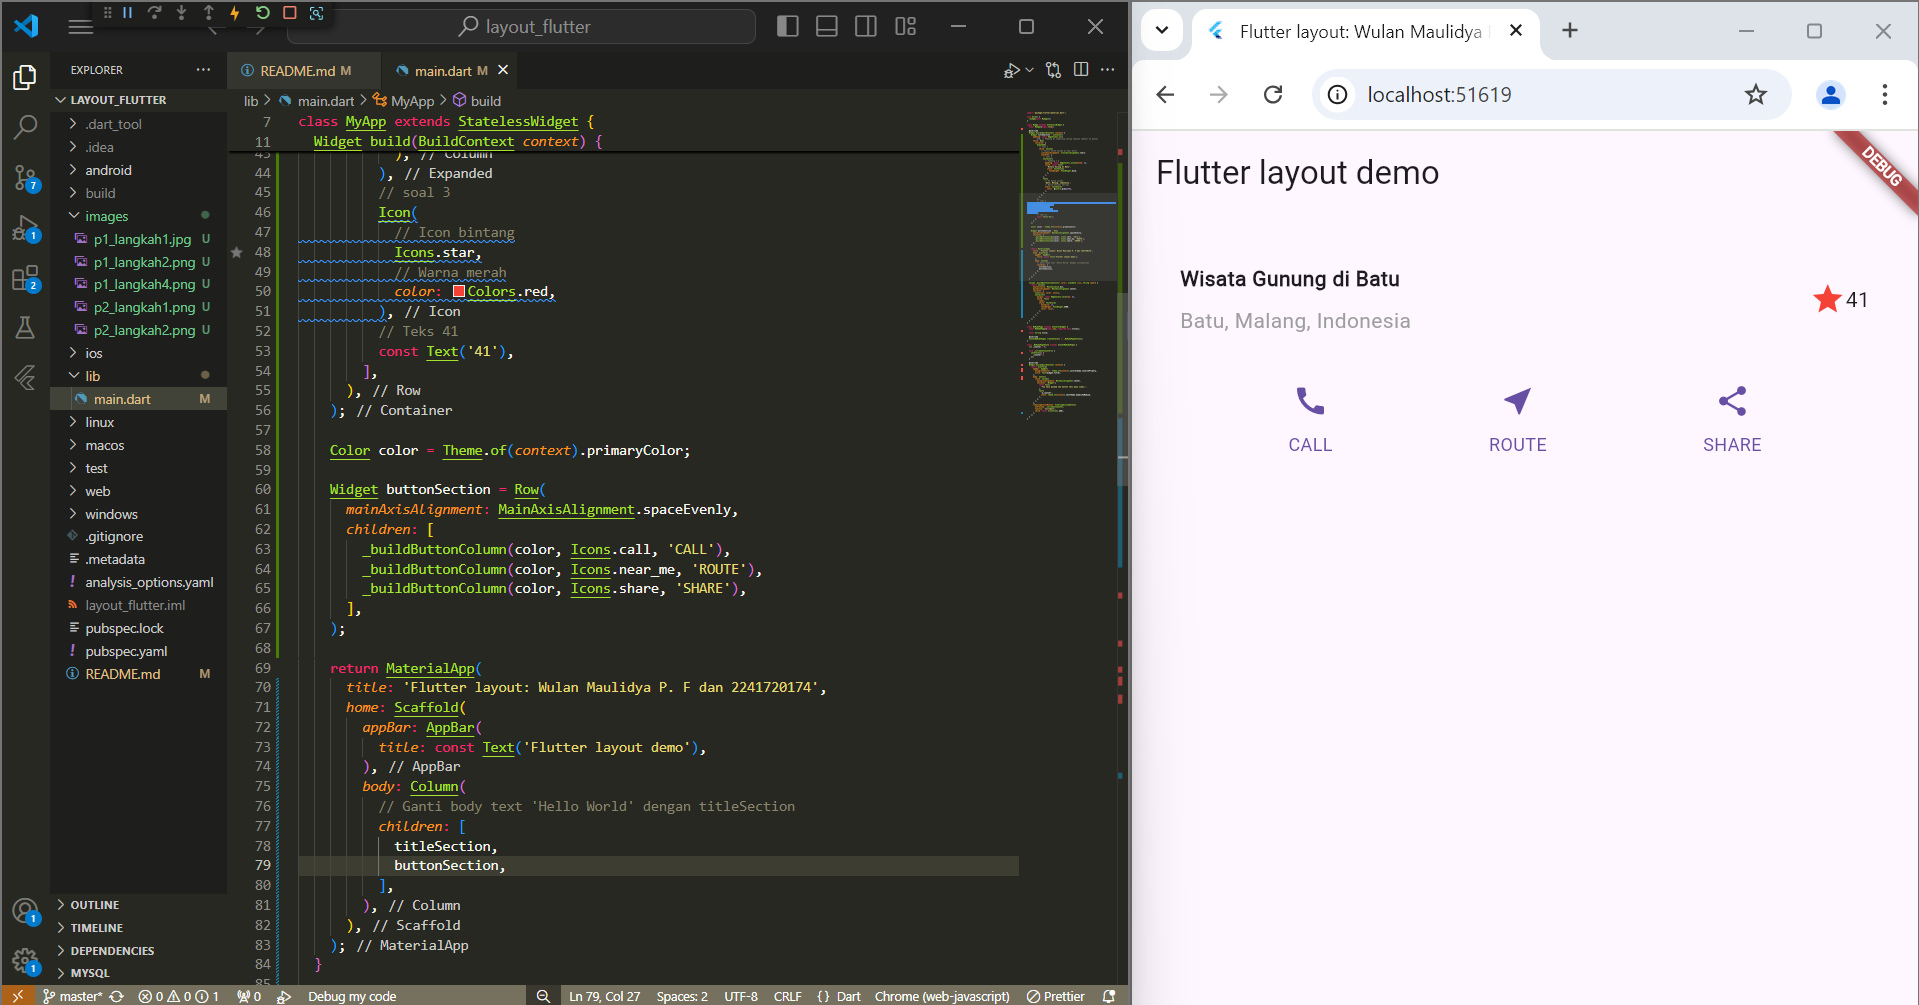 layout_flutter
EXPLORER
LAYOUT_FLUTTER
.dart_tool
.idea
android
build
images
p1_langkah1.jpg U
p1_langkah2.png U
p1_langkah4.png U
p2_langkah1.png U
p2_langkah2.png U
ios
lib
main.dart M
linux
macos
test
web
windows
.gitignore
.metadata
analysis_options.yaml
layout_flutter.iml
pubspec.lock
pubspec.yaml
README.md M
OUTLINE
TIMELINE
DEPENDENCIES
MYSQL
7
1
2
1
1
README.md M
main.dart M
lib > main.dart > MyApp > build
7 class MyApp extends StatelessWidget {
11 Widget build(BuildContext context) {
43 ), // Column
44 ), // Expanded
45 // soal 3
46 Icon(
47 // Icon bintang
48 Icons.star,
49 // Warna merah
50 color: Colors.red,
51 ), // Icon
52 // Teks 41
53 const Text('41'),
54 ],
55 ), // Row
56 ); // Container
57
58 Color color = Theme.of(context).primaryColor;
59
60 Widget buttonSection = Row(
61 mainAxisAlignment: MainAxisAlignment.spaceEvenly,
62 children: [
63 _buildButtonColumn(color, Icons.call, 'CALL'),
64 _buildButtonColumn(color, Icons.near_me, 'ROUTE'),
65 _buildButtonColumn(color, Icons.share, 'SHARE'),
66 ],
67 );
68
69 return MaterialApp(
70 title: 'Flutter layout: Wulan Maulidya P. F dan 2241720174',
71 home: Scaffold(
72 appBar: AppBar(
73 title: const Text('Flutter layout demo'),
74 ), // AppBar
75 body: Column(
76 // Ganti body text 'Hello World' dengan titleSection
77 children: [
78 titleSection,
79 buttonSection,
80 ],
81 ), // Column
82 ), // Scaffold
83 ); // MaterialApp
84 }
85
master* 0 0 1 0 Debug my code Ln 79, Col 27 Spaces: 2 UTF-8 CRLF {} Dart Chrome (web-javascript) Prettier
Flutter layout: Wulan Maulidya
localhost:51619
DEBUG
Flutter layout demo
Wisata Gunung di Batu
Batu, Malang, Indonesia
41
CALL ROUTE SHARE